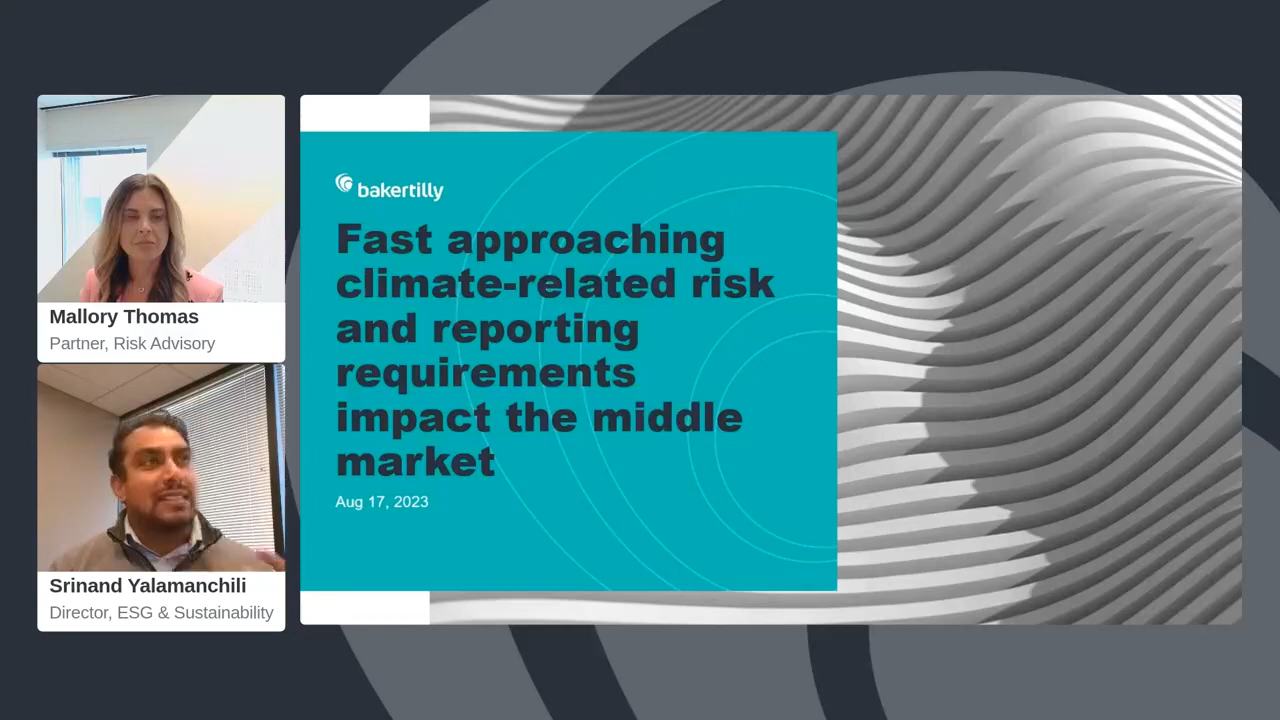 Mallory Thomas
Partner, Risk Advisory
Srinand Yalamanchili
Director, ESG & Sustainability
bakertilly
Fast approaching
climate-related risk
and reporting
requirements
impact the middle
market
Aug 17, 2023